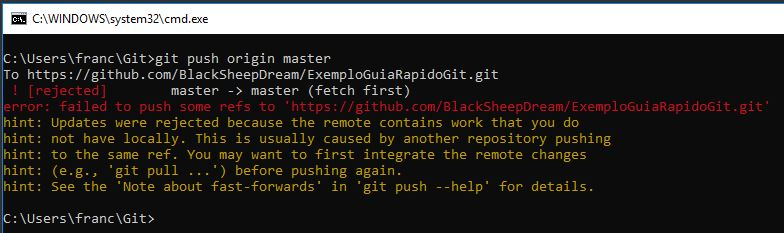 C:\WINDOWS\system32\cmd.exe
C:\Users\franc\Git>git push origin master
To https://github.com/BlackSheepDream/ExemploGuiaRapidoGit.git
 ! [rejected]        master -> master (fetch first)
error: failed to push some refs to 'https://github.com/BlackSheepDream/ExemploGuiaRapidoGit.git'
hint: Updates were rejected because the remote contains work that you do
hint: not have locally. This is usually caused by another repository pushing
hint: to the same ref. You may want to first integrate the remote changes
hint: (e.g., 'git pull ...') before pushing again.
hint: See the 'Note about fast-forwards' in 'git push --help' for details.
C:\Users\franc\Git>